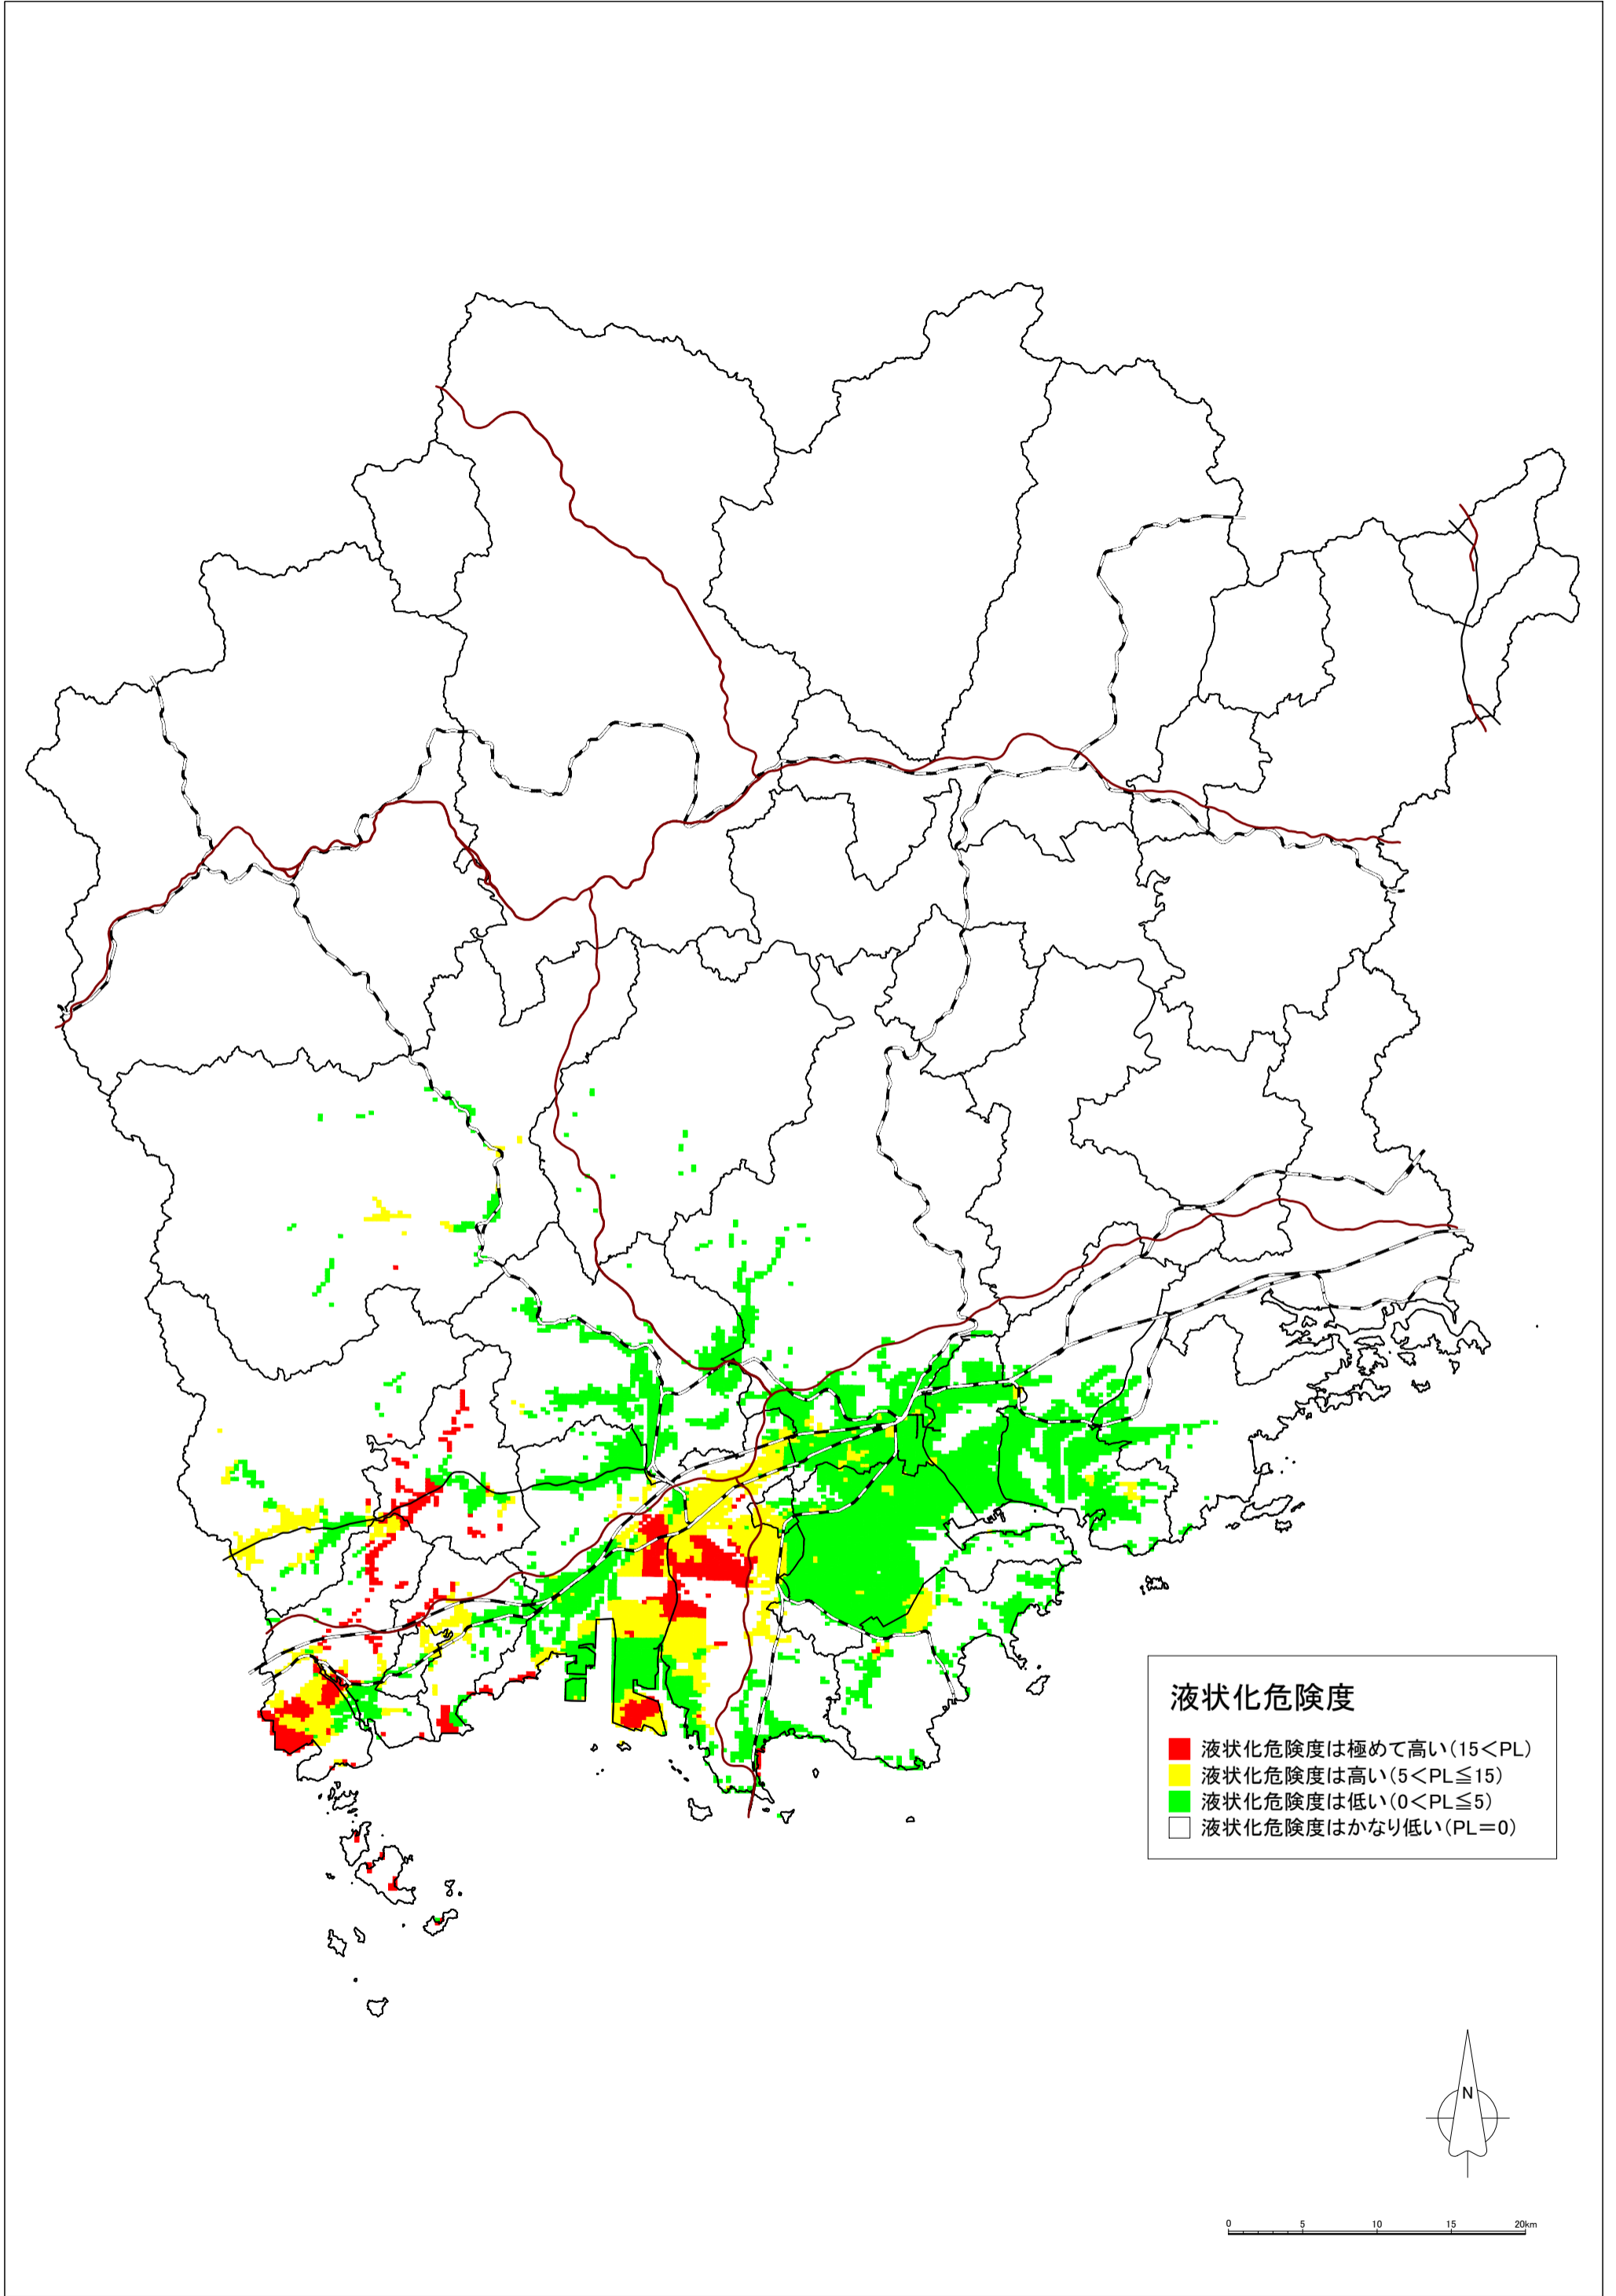 液状化危険度
液状化危険度は極めて高い(15<PL)
液状化危険度は高い(5<PL≦15)
液状化危険度は低い(0<PL≦5)
液状化危険度はかなり低い(PL=0)
N
0 5 10 15 20km